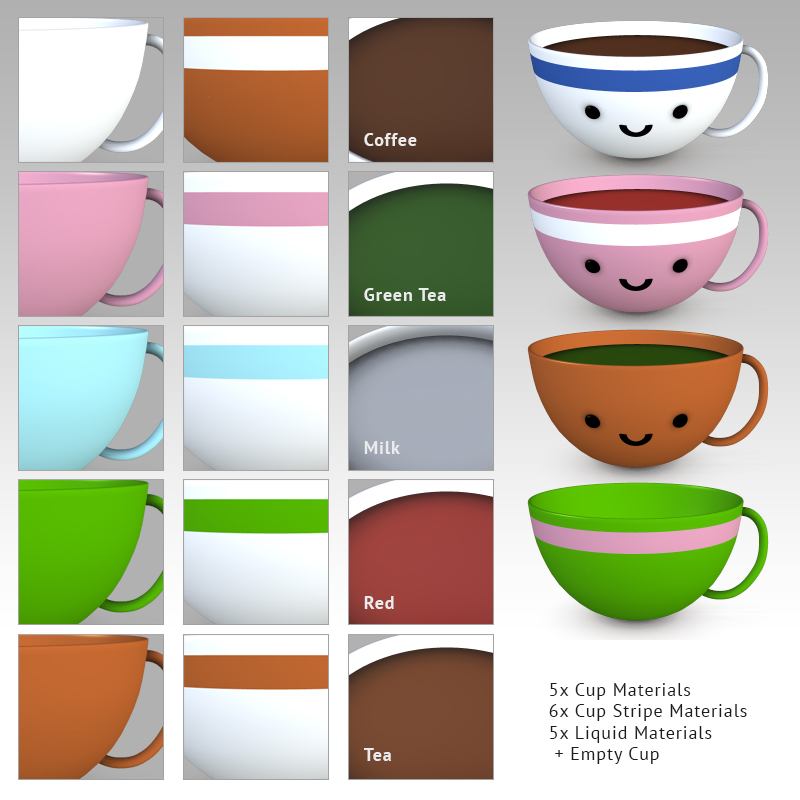 Coffee
Green Tea
Milk
Red
Tea
5x Cup Materials
6x Cup Stripe Materials
5x Liquid Materials
+ Empty Cup